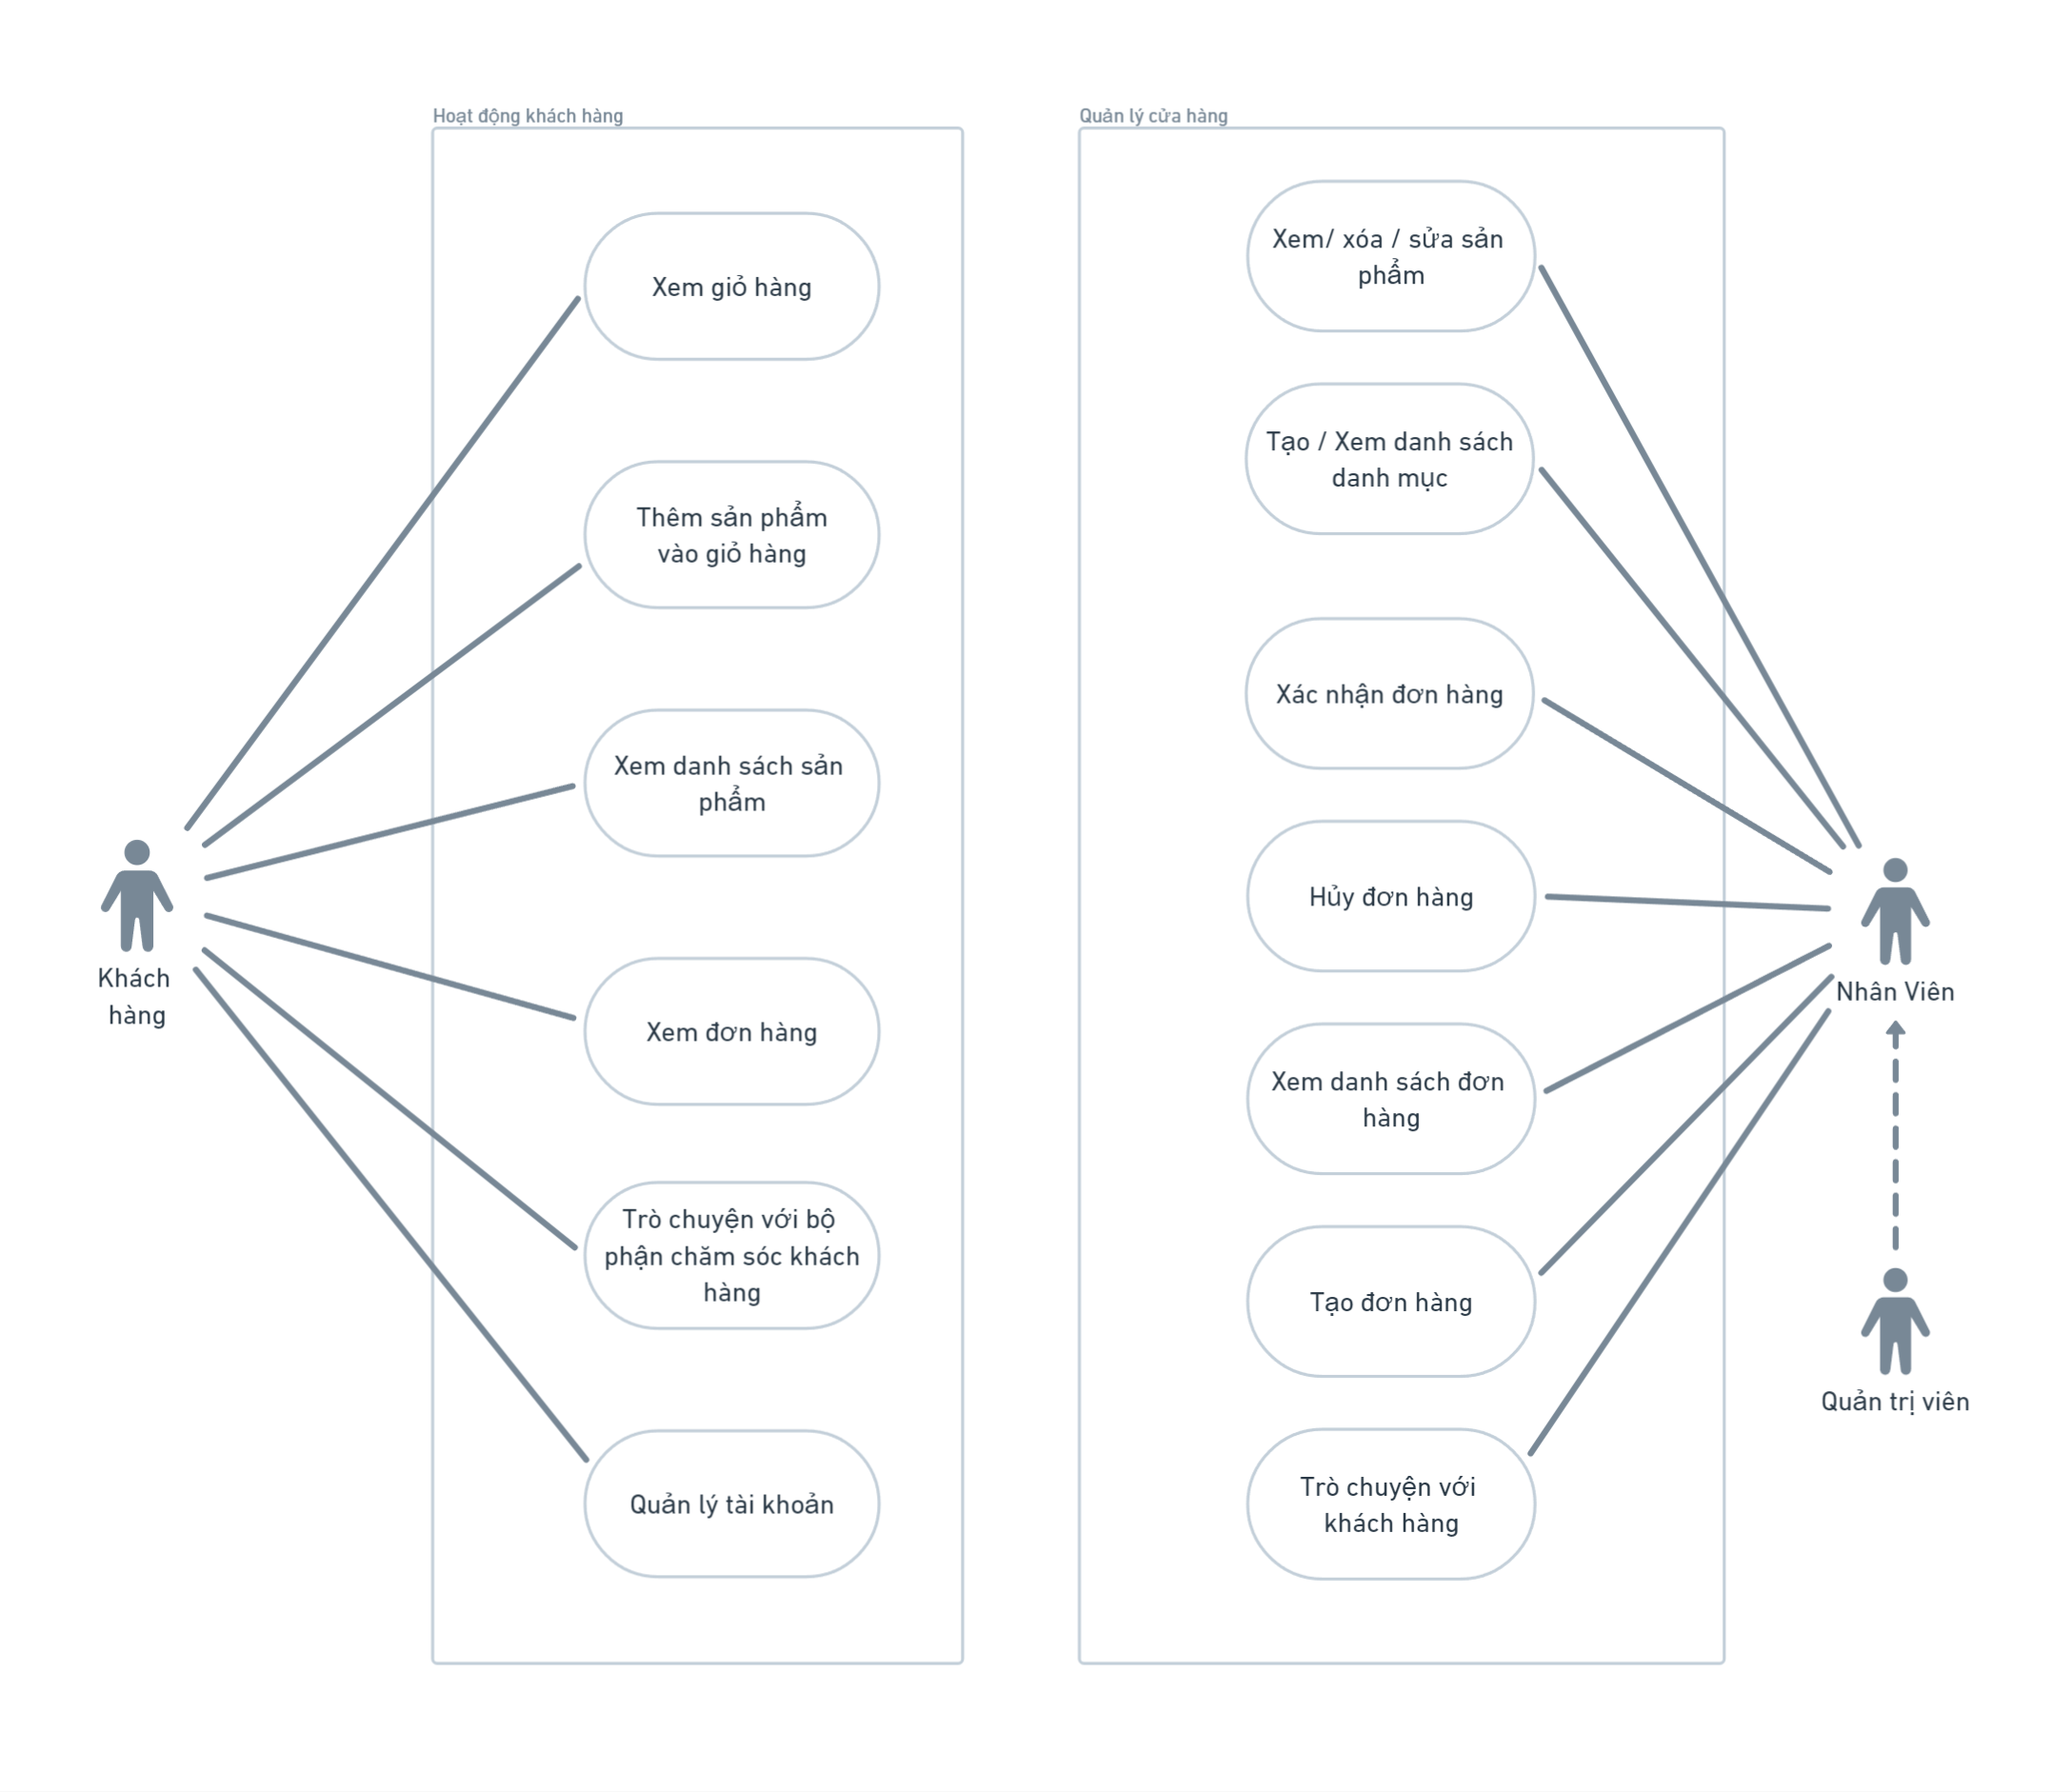 Hoạt động khách hàng
Xem giỏ hàng
Thêm sản phẩm
vào giỏ hàng
Xem danh sách sản
phẩm
Xem đơn hàng
Trò chuyện với bộ
phận chăm sóc khách
hàng
Quản lý tài khoản
Khách
hàng
Quản lý cửa hàng
Xem/ xóa / sửa sản
phẩm
Tạo / Xem danh sách
danh mục
Xác nhận đơn hàng
Hủy đơn hàng
Xem danh sách đơn
hàng
Tạo đơn hàng
Trò chuyện với
khách hàng
Nhân Viên
Quản trị viên